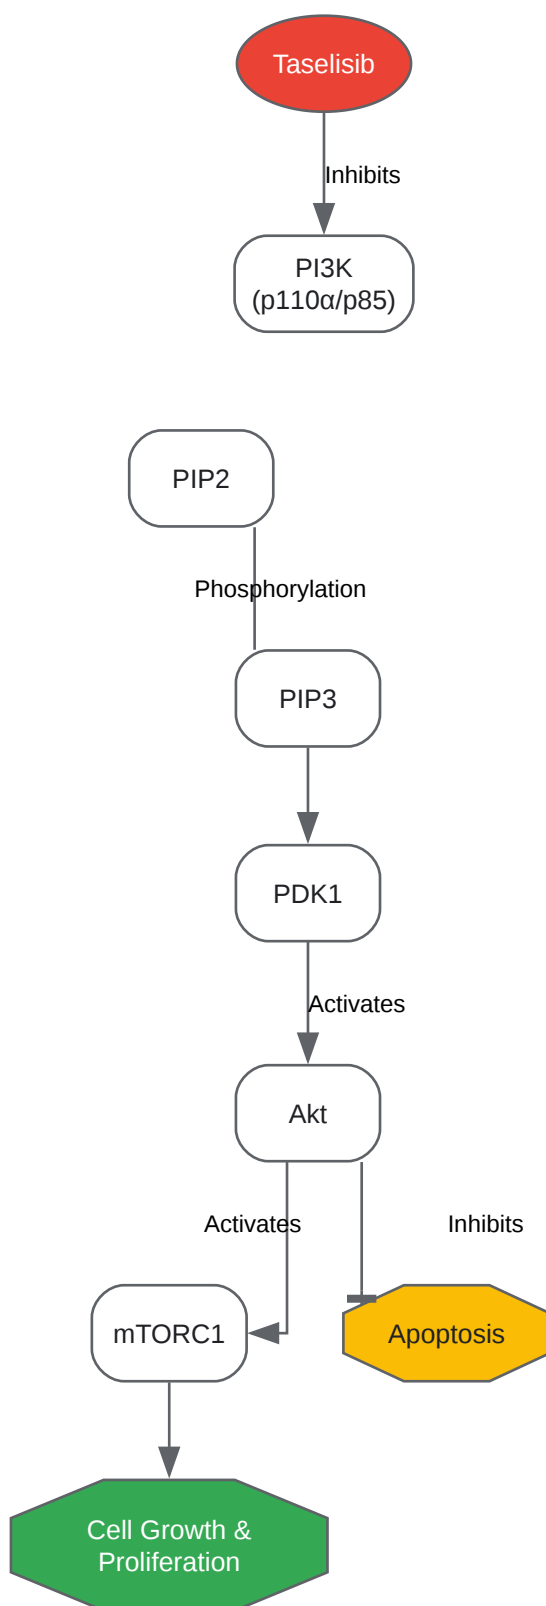 Taselisib
Inhibits
PI3K
(p110α/p85)
PIP2
Phosphorylation
PIP3
PDK1
Activates
Akt
Activates
Inhibits
mTORC1
Apoptosis
Cell Growth &
Proliferation